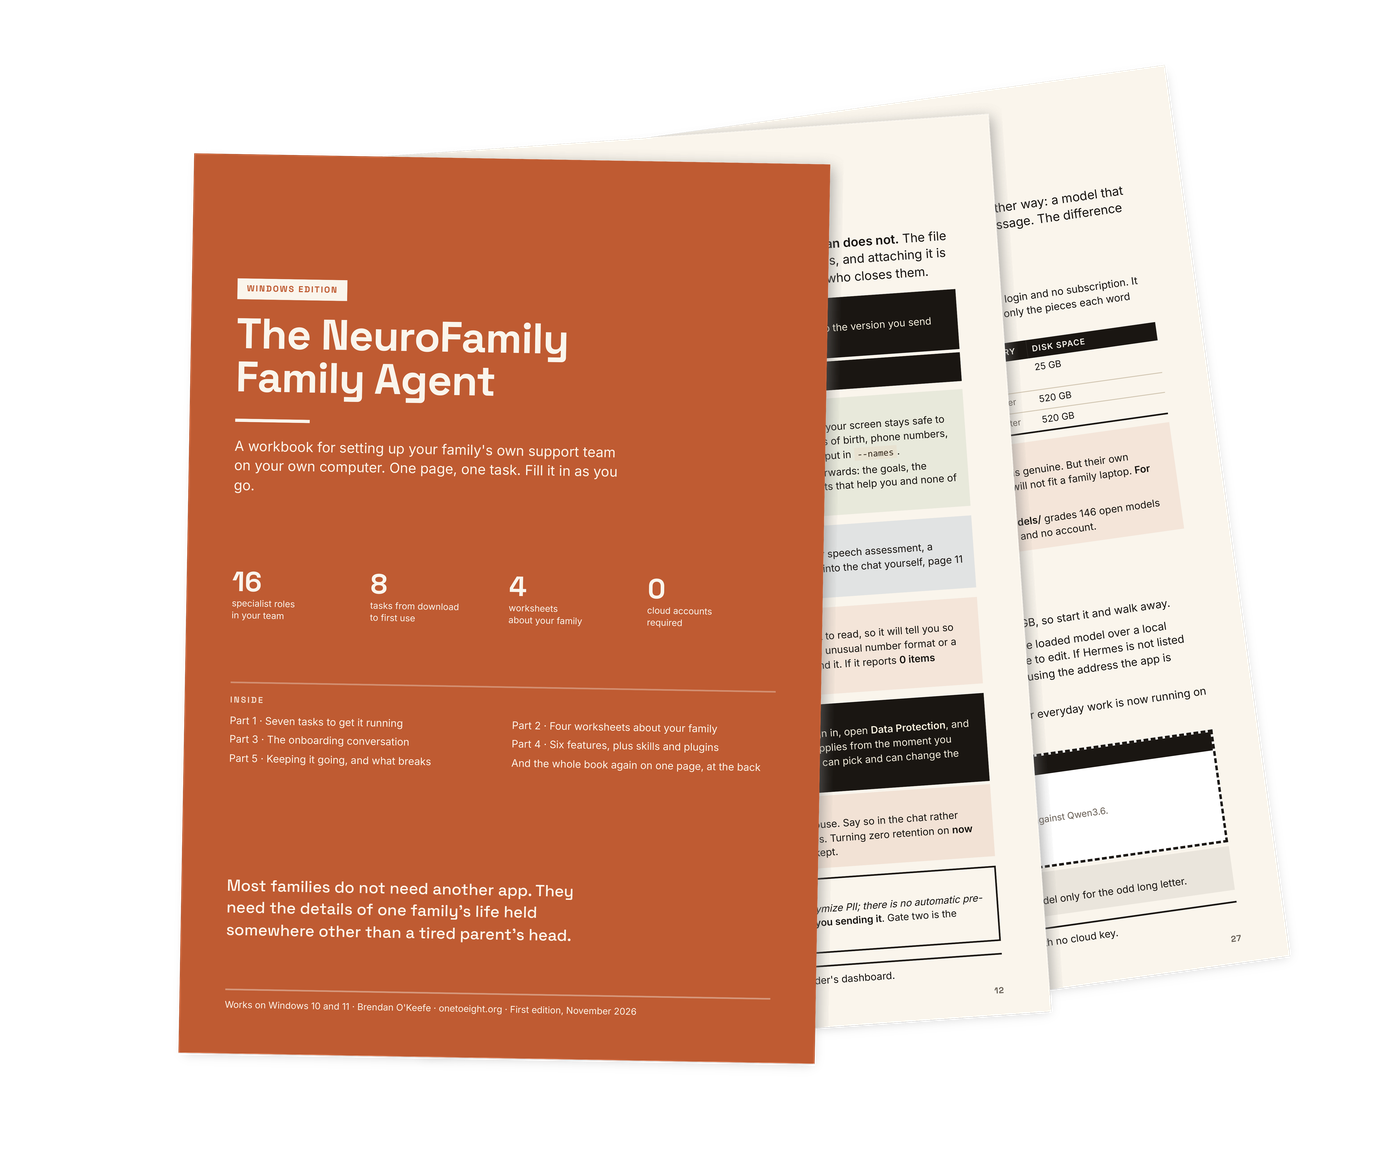 WINDOWS EDITION
The NeuroFamily
Family Agent
A workbook for setting up your family's own support team
on your own computer. One page, one task. Fill it in as you
go.
16
specialist roles
in your team
8
tasks from download
to first use
4
worksheets
about your family
0
cloud accounts
required
INSIDE
Part 1 · Seven tasks to get it running
Part 2 · Four worksheets about your family
Part 3 · The onboarding conversation
Part 4 · Six features, plus skills and plugins
Part 5 · Keeping it going, and what breaks
And the whole book again on one page, at the back
Most families do not need another app. They
need the details of one family's life held
somewhere other than a tired parent's head.
Works on Windows 10 and 11 · Brendan O'Keefe · onetoeight.org · First edition, November 2026
does not. The file
and attaching it is
who closes them.
the version you send
your screen stays safe to
of birth, phone numbers,
put in --names.
the goals, the
that help you and none of
speech assessment, a
into the chat yourself, page 11
to read, so it will tell you so
unusual number format or a
it. If it reports 0 items
in, open Data Protection, and
applies from the moment you
can pick and can change the
Say so in the chat rather
Turning zero retention on now
PII; there is no automatic pre-
you sending it. Gate two is the
dashboard.
12
way: a model that
The difference
login and no subscription. It
only the pieces each word
DISK SPACE
25 GB
520 GB
520 GB
genuine. But their own
will not fit a family laptop. For
grades 146 open models
and no account.
so start it and walk away.
loaded model over a local
to edit. If Hermes is not listed
using the address the app is
everyday work is now running on
against Qwen3.6.
only for the odd long letter.
no cloud key.
27